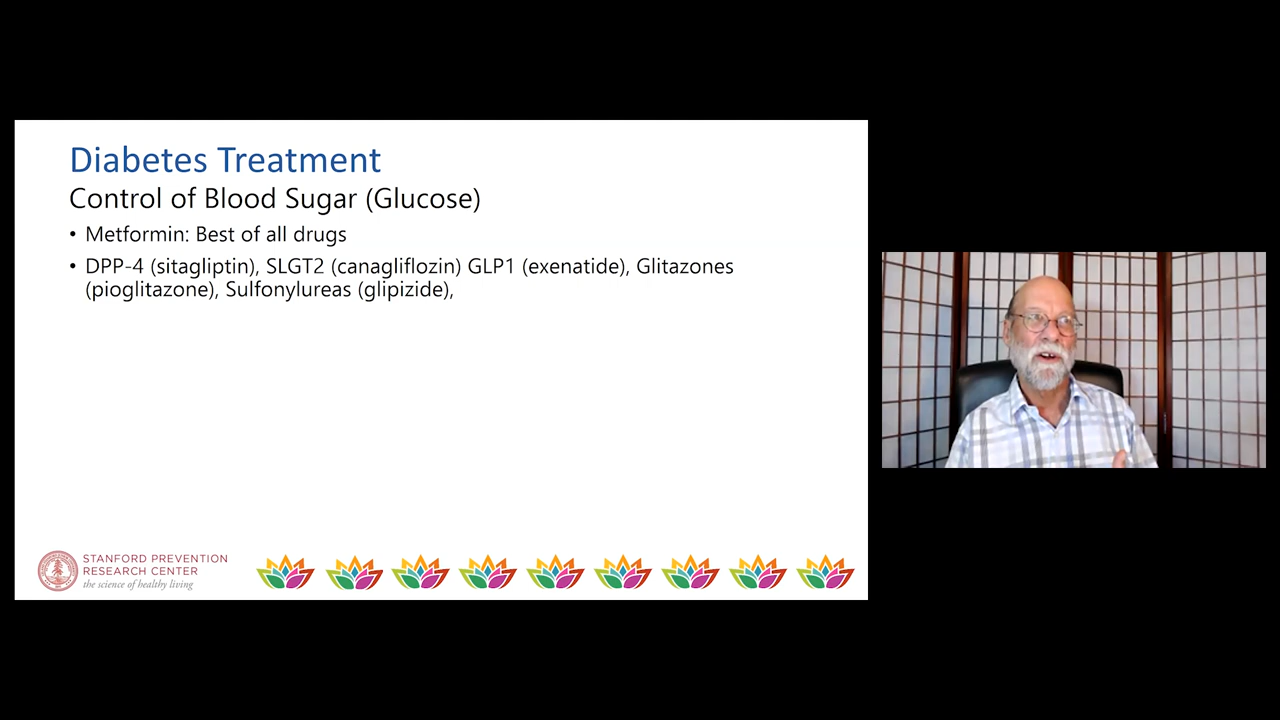 Diabetes Treatment
Control of Blood Sugar (Glucose)
• Metformin: Best of all drugs
• DPP-4 (sitagliptin), SLGT2 (canagliflozin) GLP1 (exenatide), Glitazones
(pioglitazone), Sulfonylureas (glipizide),
STANFORD PREVENTION
RESEARCH CENTER
the science of healthy living